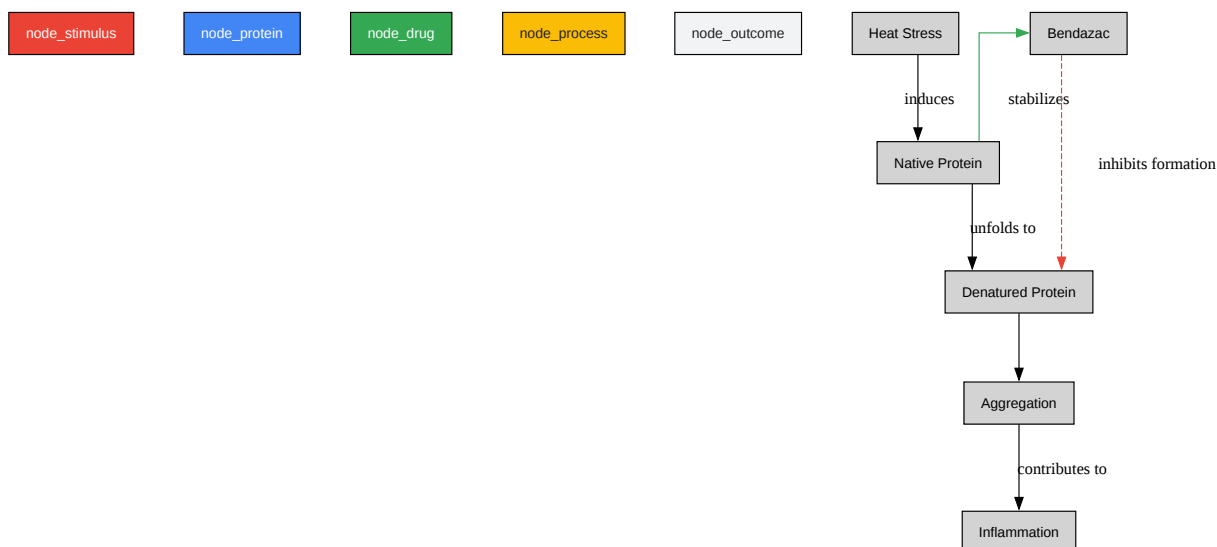 node_stimulus
node_protein
node_drug
node_process
node_outcome
Heat Stress
Bendazac
induces
stabilizes
Native Protein
inhibits formation
unfolds to
Denatured Protein
Aggregation
contributes to
Inflammation